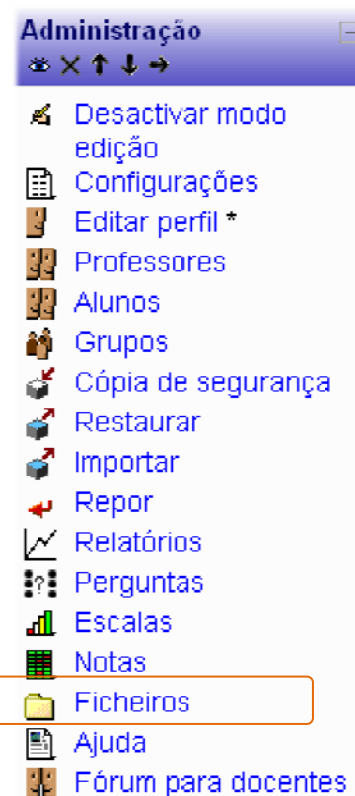 Administração
Desactivar modo
edição
Configurações
Editar perfil *
Professores
Alunos
Grupos
Cópia de segurança
Restaurar
Importar
Repor
Relatórios
Perguntas
Escalas
Notas
Ficheiros
Ajuda
Fórum para docentes